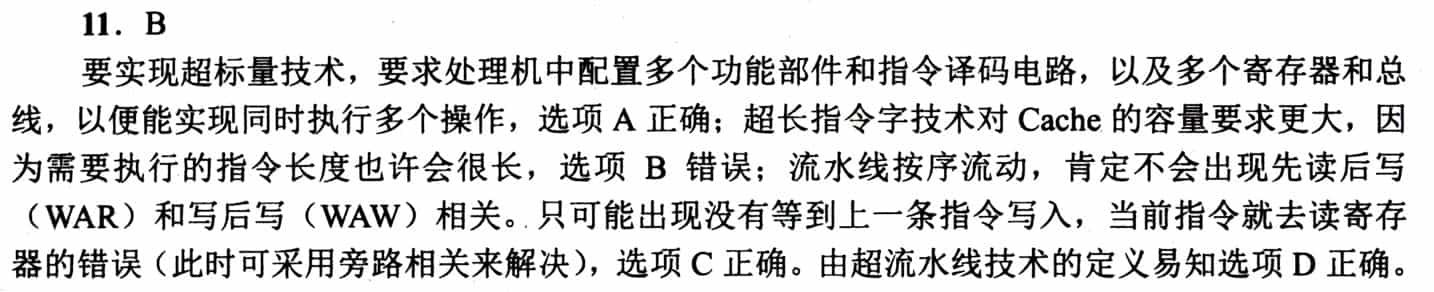 11．B
要实现超标量技术，要求处理机中配置多个功能部件和指令译码电路，以及多个寄存器和总
线，以便能实现同时执行多个操作，选项 A 正确；超长指令字技术对 Cache 的容量要求更大，因
为需要执行的指令长度也许会很长，选项 B 错误；流水线按序流动，肯定不会出现先读后写
（WAR）和写后写（WAW）相关。只可能出现没有等到上一条指令写入，当前指令就去读寄存
器的错误（此时可采用旁路相关来解决），选项 C 正确。由超流水线技术的定义易知选项 D 正确。